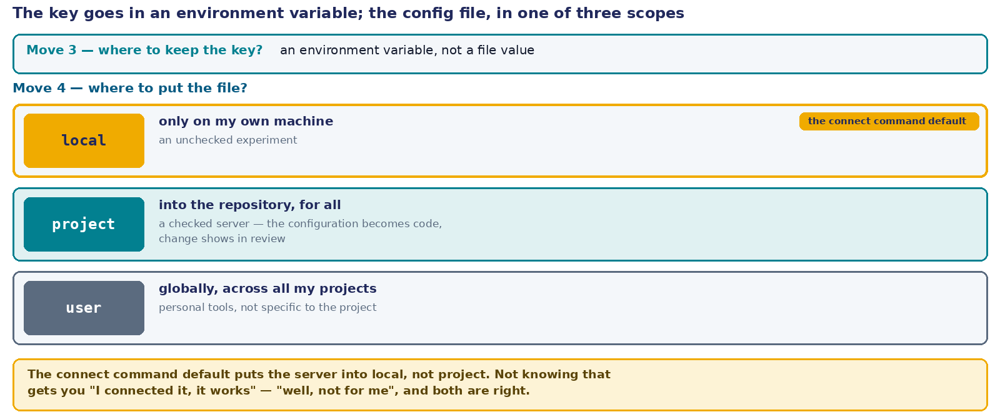 The key goes in an environment variable; the config file, in one of three scopes
Move 3 — where to keep the key? an environment variable, not a file value
Move 4 — where to put the file?
local
only on my own machine
an unchecked experiment
the connect command default
project
into the repository, for all
a checked server — the configuration becomes code,
change shows in review
user
globally, across all my projects
personal tools, not specific to the project
The connect command default puts the server into local, not project. Not knowing that
gets you "I connected it, it works" — "well, not for me", and both are right.